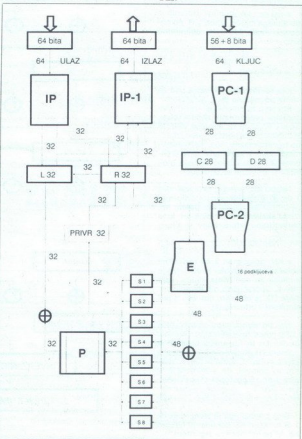 64 bita 64 bita 56 + 8 bita
64 ULAZ 64 IZLAZ 64 KLJUC
IP IP-1 PC-1
32 32 28 28
32 32
L 32 R 32 C 28 D 28
32
32 32 28 28
PRIVR 32 PC-2
32 E 16 podkljuceva
32 S 1
48 48
S 2
S 3
32 P 32 S 4 48
S 5
S 6
S 7
S 8